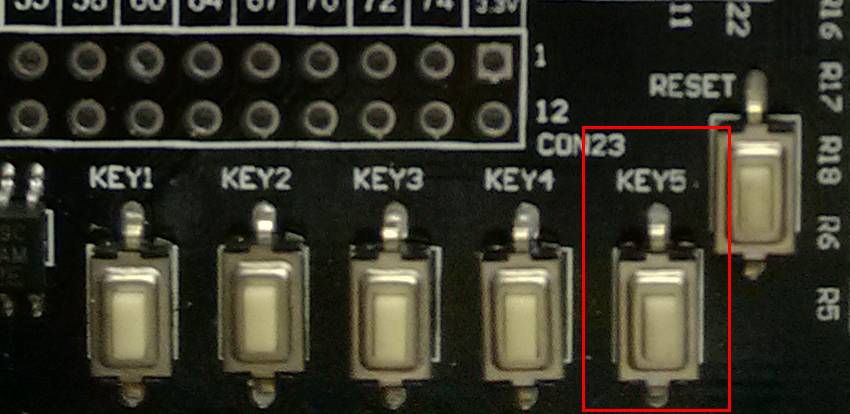 58 60 64 67 70 72 74 3.3V
11
22
R16
1
RESET
R17
12
CON23
R18
KEY1 KEY2 KEY3 KEY4 KEY5
R6
R5